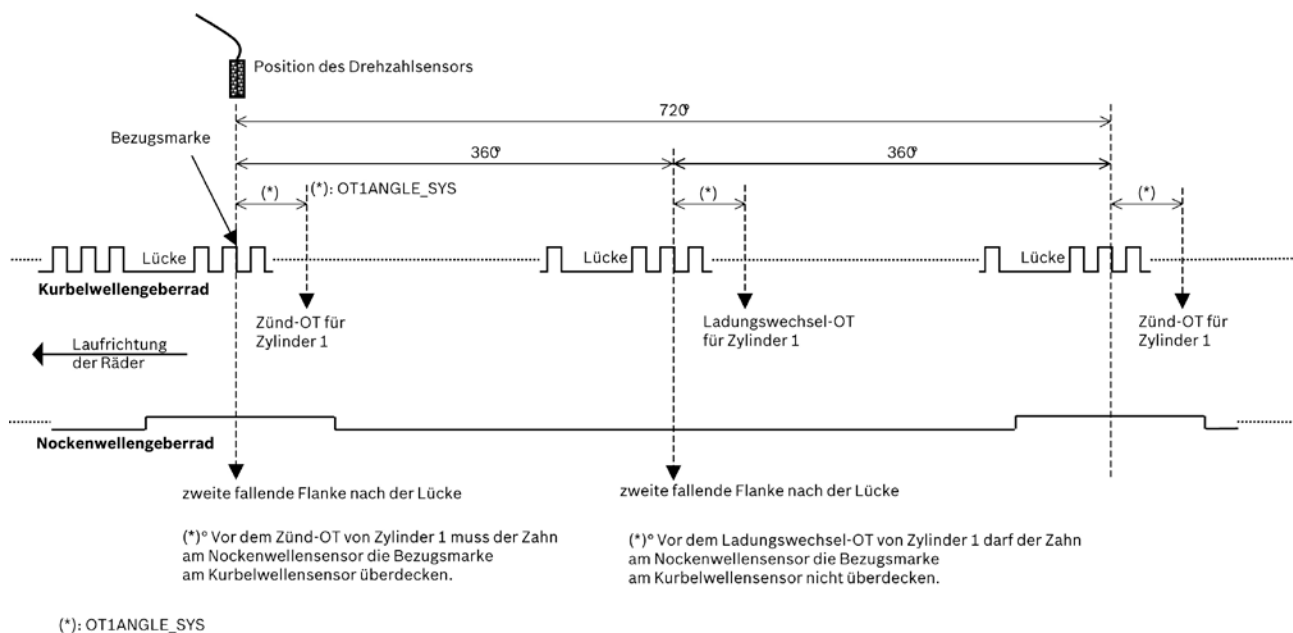 Position des Drehzahlsensors
720°
Bezugsmarke
360°
360°
(*)
(*): OT1ANGLE_SYS
(*)
(*)
Lücke
Lücke
Lücke
Kurbelwellengeberrad
Zünd-OT für
Zylinder 1
Ladungswechsel-OT
für Zylinder 1
Zünd-OT für
Zylinder 1
Laufrichtung
der Räder
Nockenwellengeberrad
zweite fallende Flanke nach der Lücke
zweite fallende Flanke nach der Lücke
(*)° Vor dem Zünd-OT von Zylinder 1 muss der Zahn
am Nockenwellensensor die Bezugsmarke
am Kurbelwellensensor überdecken.
(*)° Vor dem Ladungswechsel-OT von Zylinder 1 darf der Zahn
am Nockenwellensensor die Bezugsmarke
am Kurbelwellensensor nicht überdecken.
(*): OT1ANGLE_SYS